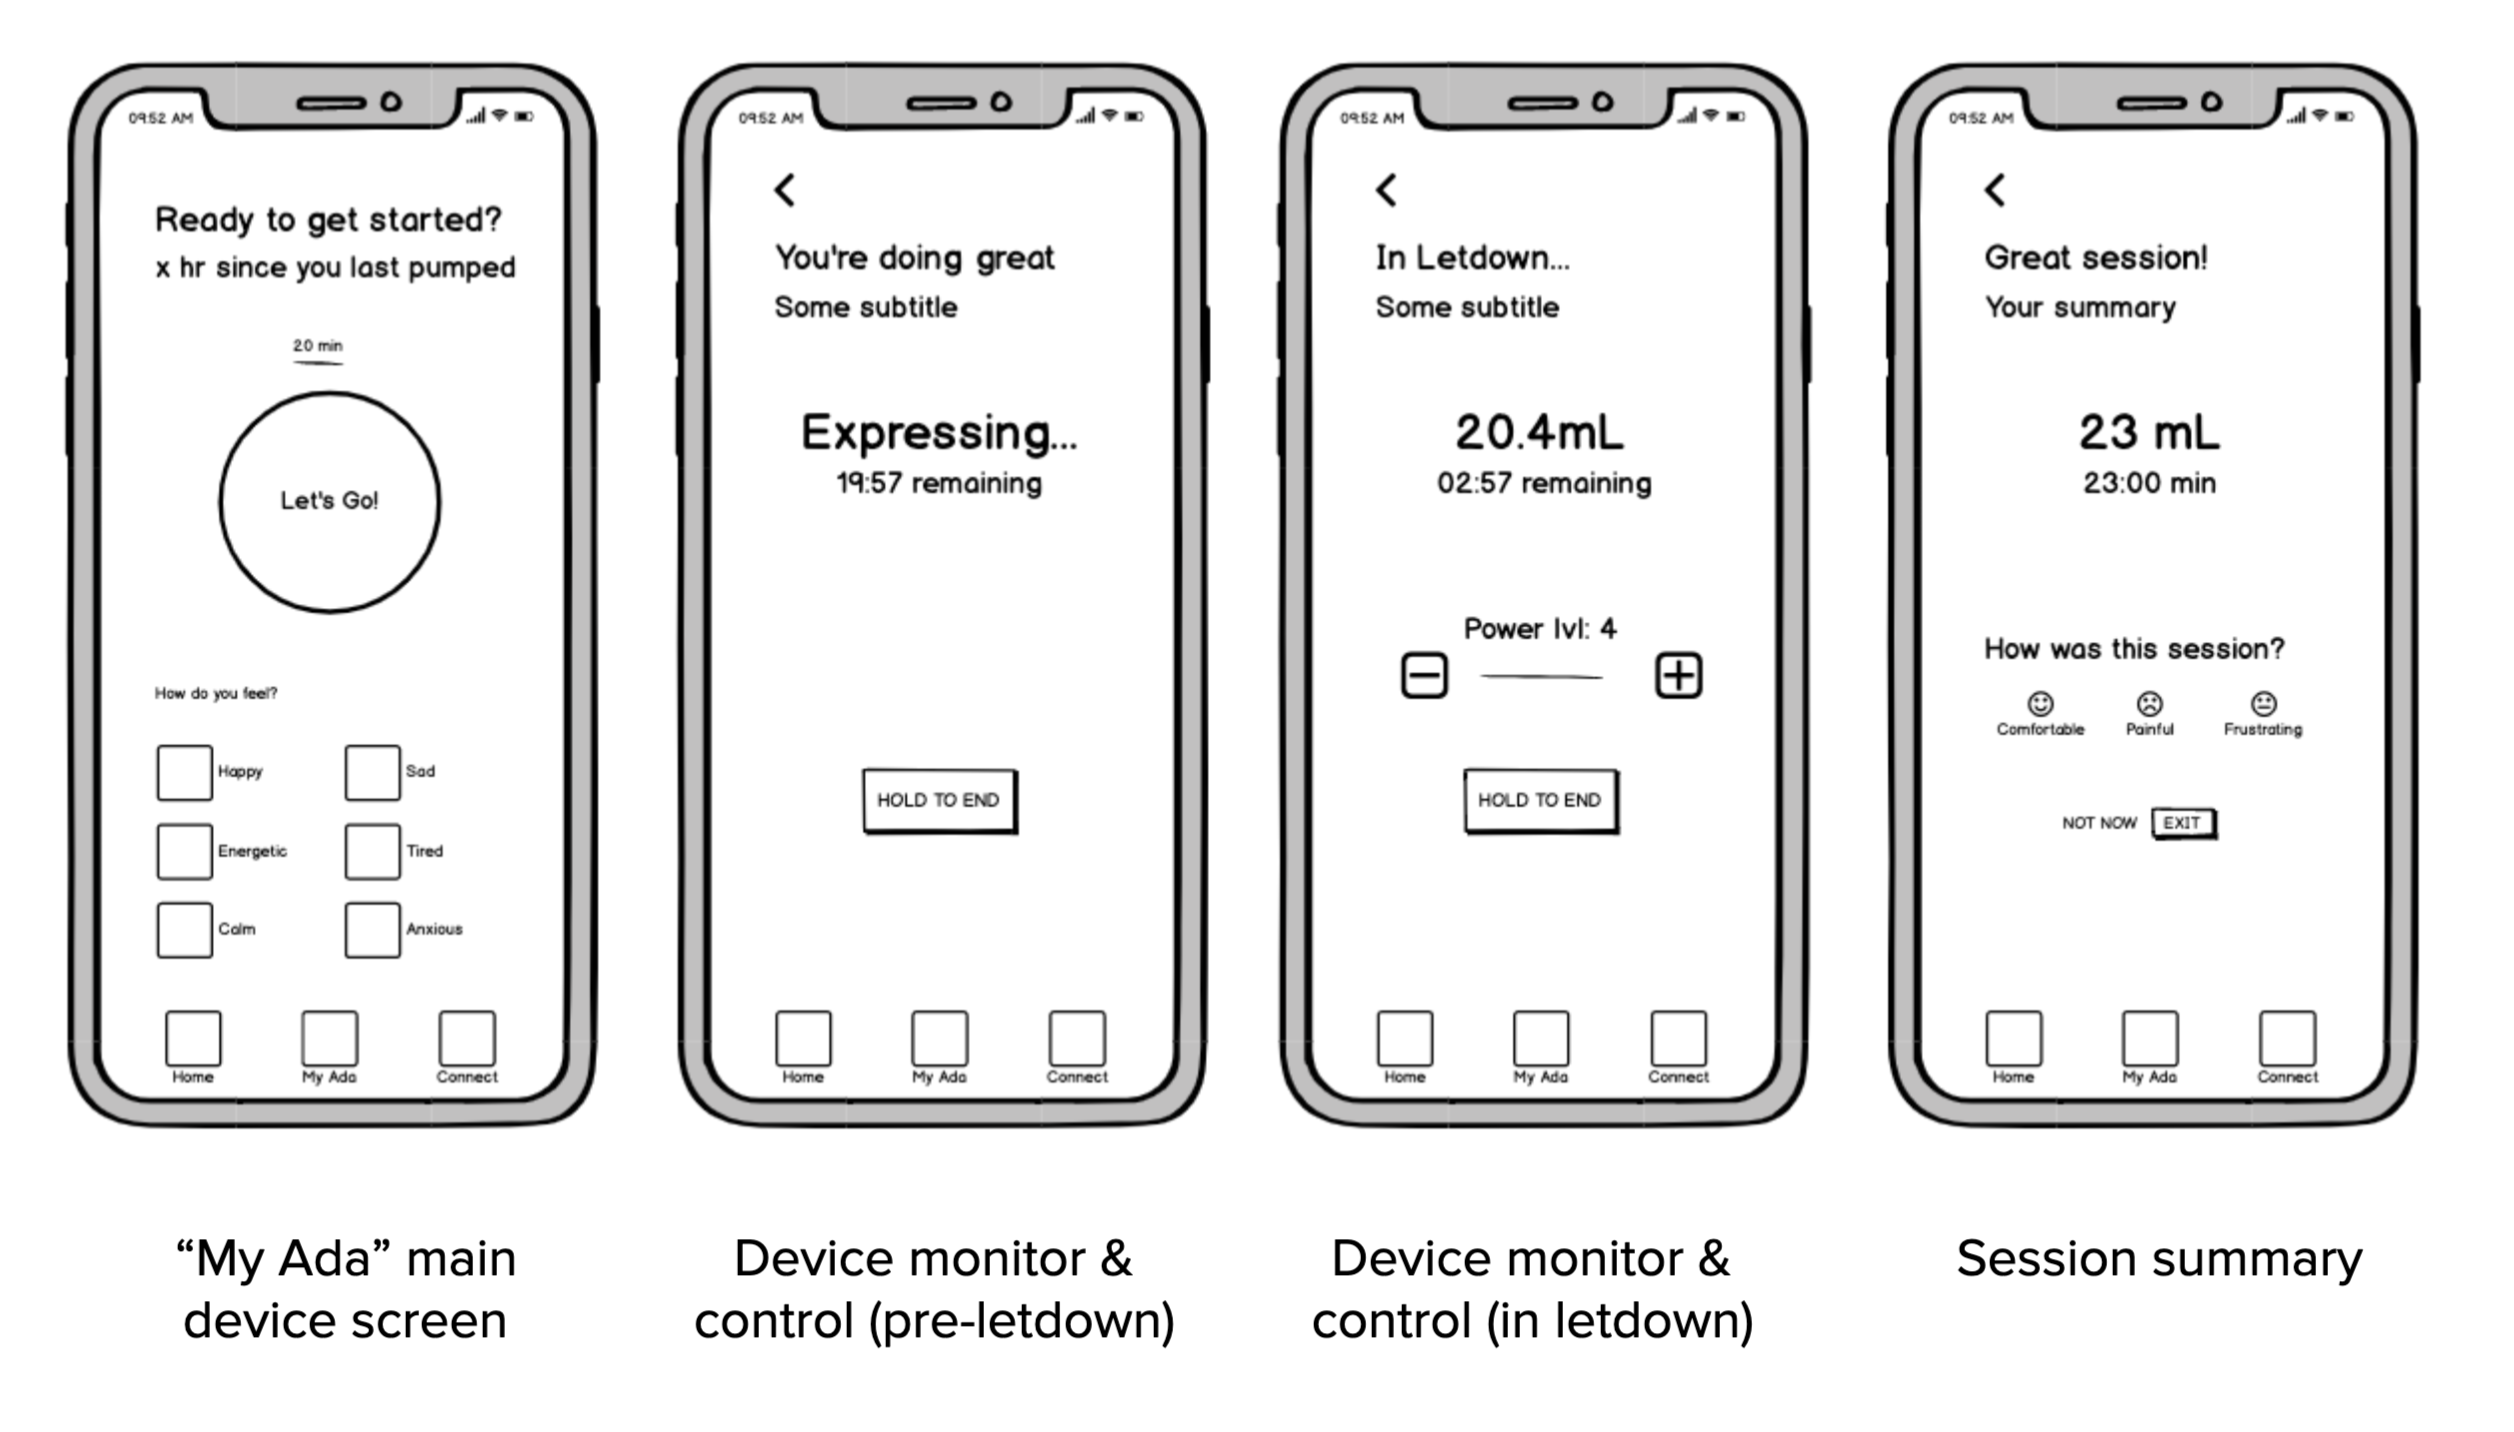 09:52 AM
Ready to get started?
x hr since you last pumped
20 min
Let's Go!
How do you feel?
Happy
Sad
Energetic
Tired
Calm
Anxious
Home
My Ada
Connect
“My Ada” main
device screen
09:52 AM
You're doing great
Some subtitle
Expressing...
19:57 remaining
HOLD TO END
Home
My Ada
Connect
Device monitor &
control (pre-letdown)
09:52 AM
In Letdown...
Some subtitle
20.4mL
02:57 remaining
Power lvl: 4
HOLD TO END
Home
My Ada
Connect
Device monitor &
control (in letdown)
09:52 AM
Great session!
Your summary
23 mL
23:00 min
How was this session?
Comfortable
Painful
Frustrating
NOT NOW
EXIT
Home
My Ada
Connect
Session summary